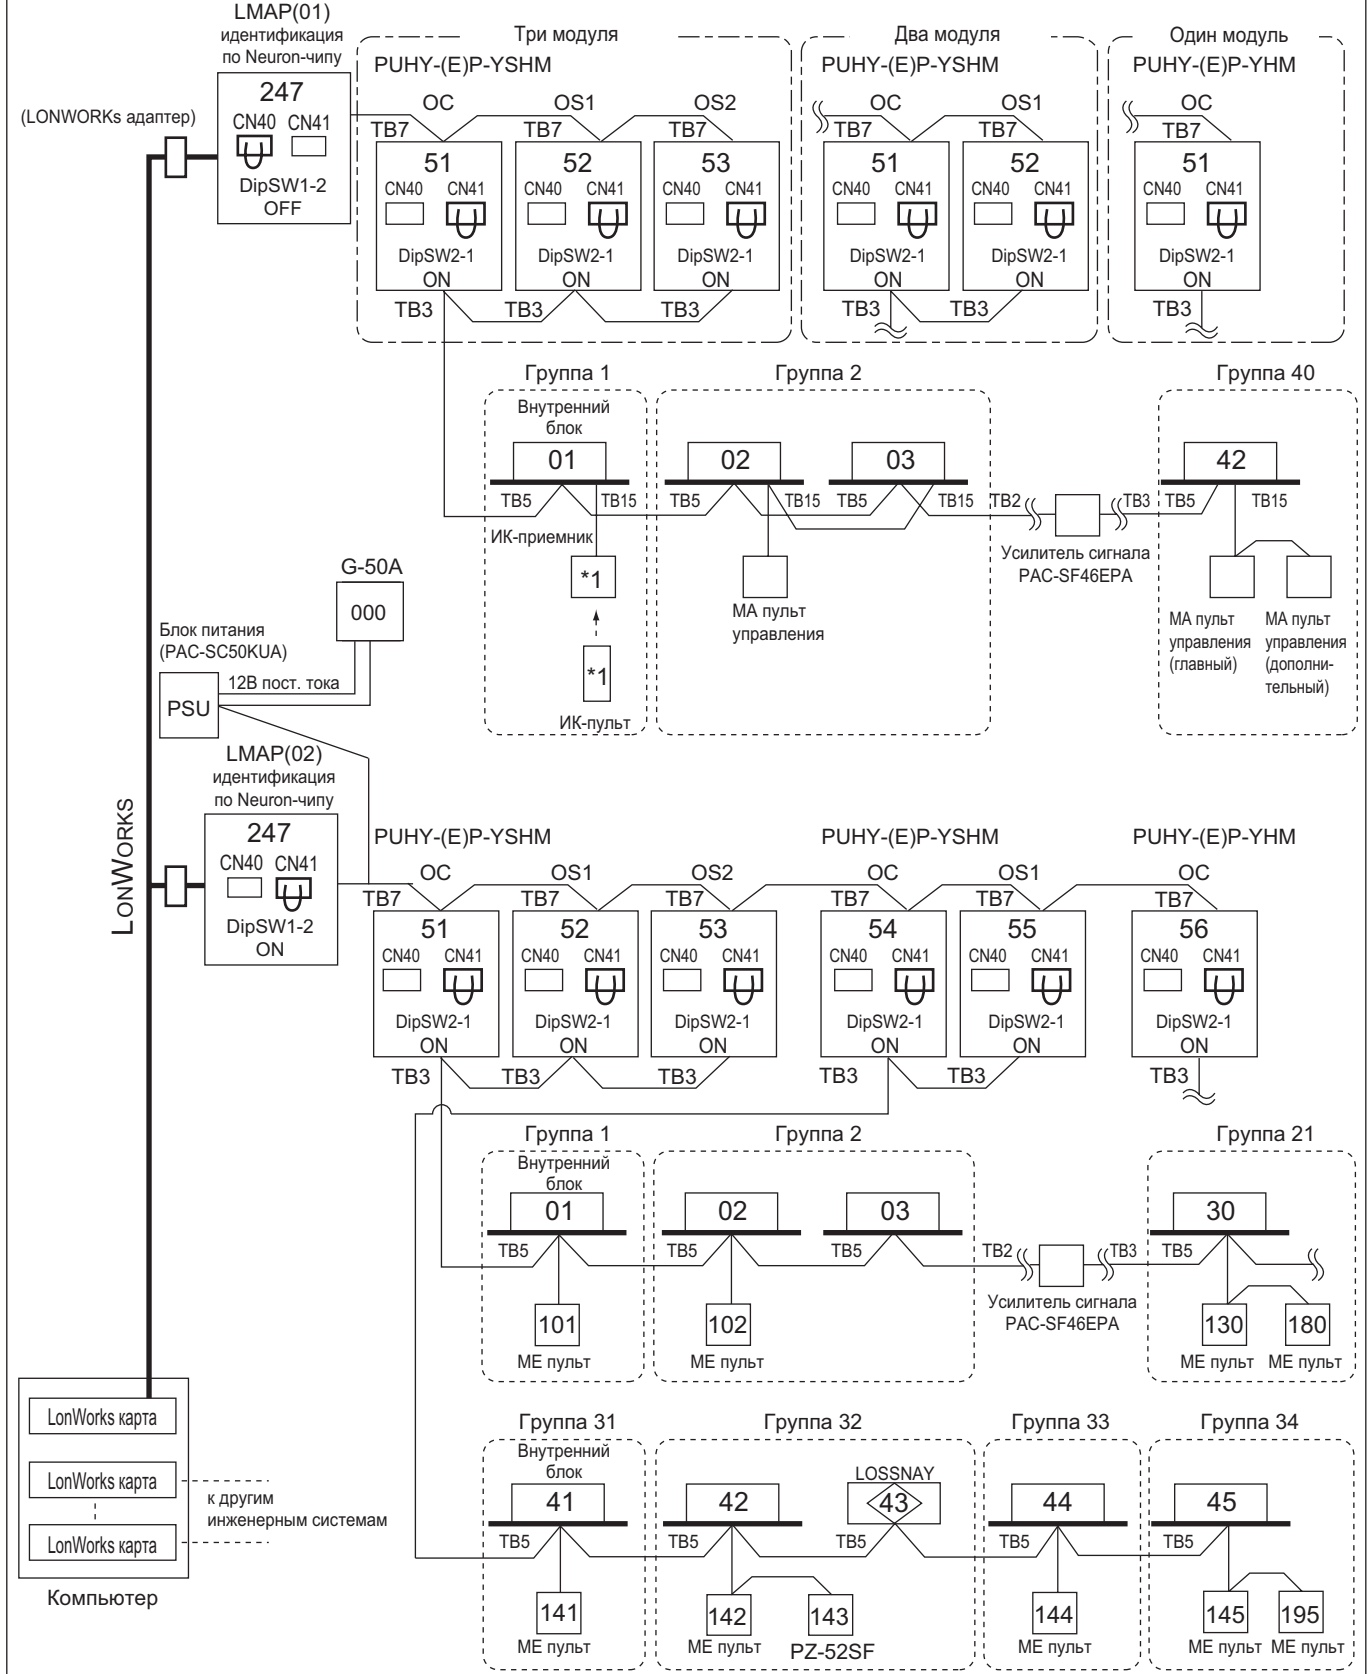 LMAP(01)
идентификация
по Neuron-чипу
247
CN40 CN41
DipSW1-2
OFF
(LONWORKs адаптер)
Три модуля
PUHY-(E)P-YSHM
OC OS1 OS2
TB7 TB7 TB7
51 52 53
CN40 CN41 CN40 CN41 CN40 CN41
DipSW2-1 DipSW2-1 DipSW2-1
ON ON ON
TB3 TB3 TB3
Два модуля
PUHY-(E)P-YSHM
OC OS1
TB7 TB7
51 52
CN40 CN41 CN40 CN41
DipSW2-1 DipSW2-1
ON ON
TB3 TB3
Один модуль
PUHY-(E)P-YHM
OC
TB7
51
CN40 CN41
DipSW2-1
ON
TB3
Группа 1
Внутренний
блок
01
TB5 TB15
ИК-приемник
*1
*1
ИК-пульт
Группа 2
02 03
TB5 TB15 TB5 TB15
МА пульт
управления
TB2 TB3
Усилитель сигнала
PAC-SF46EPA
Группа 40
42
TB5 TB15
МА пульт
управления
(главный)
МА пульт
управления
(дополни-
тельный)
G-50A
000
Блок питания
(PAC-SC50KUA)
12В пост. тока
PSU
LMAP(02)
идентификация
по Neuron-чипу
247
CN40 CN41
DipSW1-2
ON
LONWORKS
PUHY-(E)P-YSHM
OC OS1 OS2
TB7 TB7 TB7
51 52 53
CN40 CN41 CN40 CN41 CN40 CN41
DipSW2-1 DipSW2-1 DipSW2-1
ON ON ON
TB3 TB3 TB3
PUHY-(E)P-YSHM
OC OS1
TB7 TB7
54 55
CN40 CN41 CN40 CN41
DipSW2-1 DipSW2-1
ON ON
TB3 TB3
PUHY-(E)P-YHM
OC
TB7
56
CN40 CN41
DipSW2-1
ON
TB3
Группа 1
Внутренний
блок
01
TB5
101
МЕ пульт
Группа 2
02 03
TB5 TB5
102
МЕ пульт
TB2 TB3
Усилитель сигнала
PAC-SF46EPA
Группа 21
30
TB5
130 180
МЕ пульт МЕ пульт
Группа 31
Внутренний
блок
41
TB5
141
МЕ пульт
Группа 32
LOSSNAY
42 43
TB5 TB5
142 143
МЕ пульт PZ-52SF
Группа 33
44
TB5
144
МЕ пульт
Группа 34
45
TB5
145 195
МЕ пульт МЕ пульт
LonWorks карта
LonWorks карта
LonWorks карта
к другим
инженерным системам
Компьютер